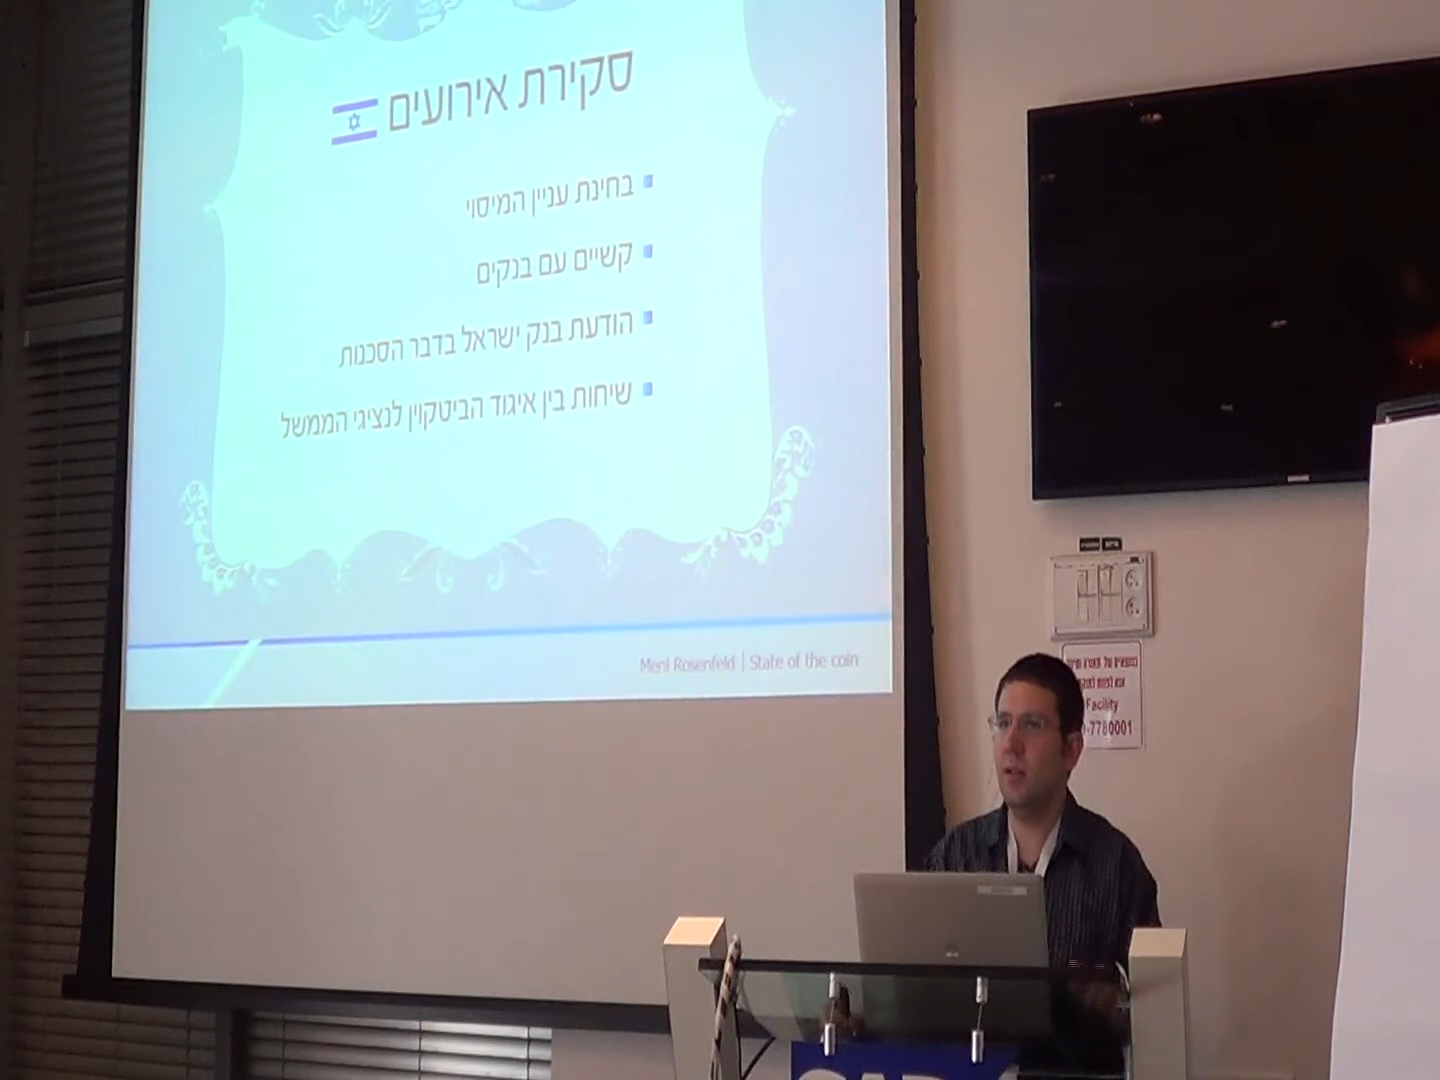 סקירת אירועים
בחינת עניין המיסוי
קשיים עם בנקים
הודעת בנק ישראל בדבר הסכנות
שיחות בין איגוד הביטקוין לנציגי הממשל
Meni Rosenfeld | State of the coin
Facility
7780001